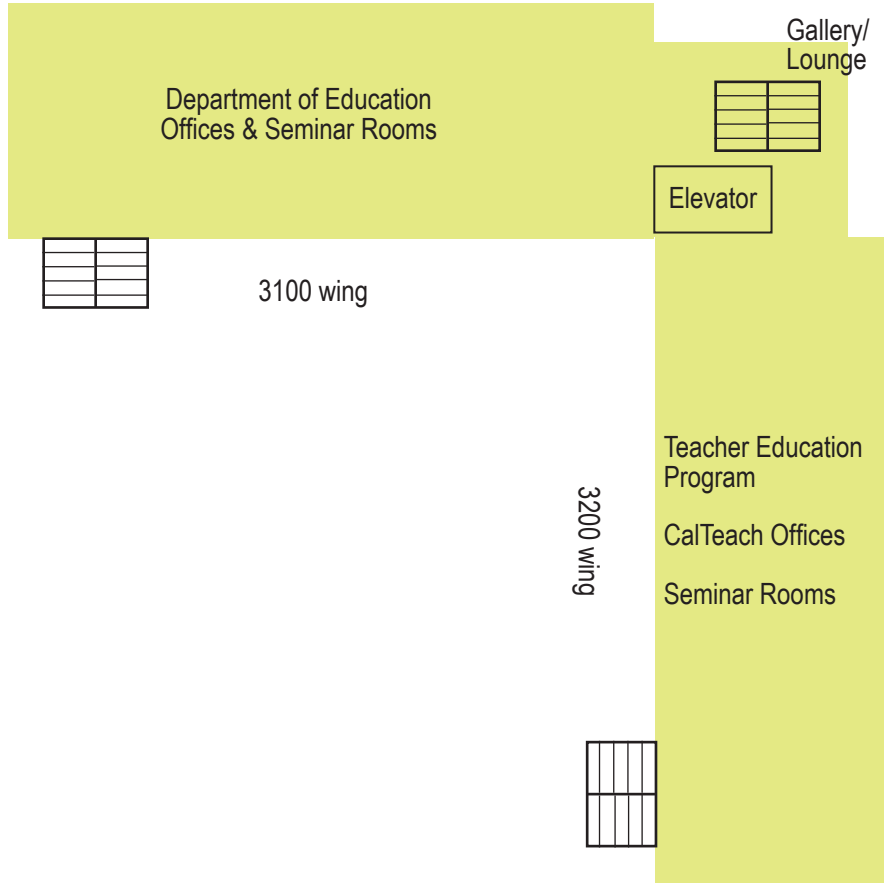 Gallery/
Lounge
Department of Education
Offices & Seminar Rooms
Elevator
3100 wing
Teacher Education
Program
3200 wing
CalTeach Offices
Seminar Rooms